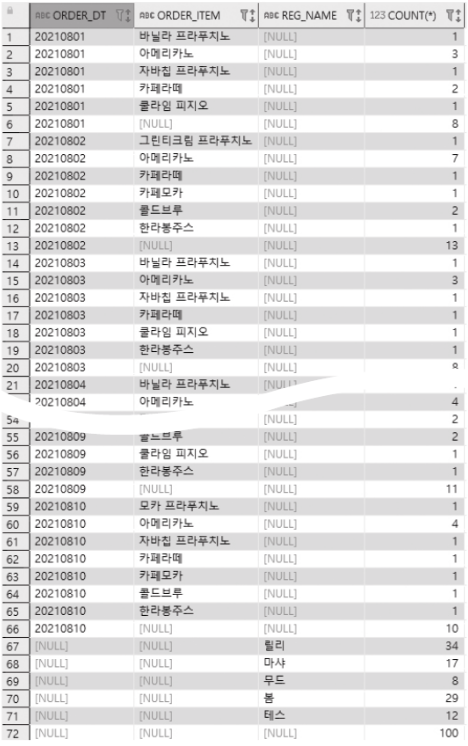 ABC ORDER_DT ABC ORDER_ITEM ABC REG_NAME 123 COUNT(*)
1 20210801 바닐라 프라푸치노 [NULL] 1
2 20210801 아메리카노 [NULL] 3
3 20210801 자바칩 프라푸치노 [NULL] 1
4 20210801 카페라떼 [NULL] 2
5 20210801 쿨라임 피지오 [NULL] 1
6 20210801 [NULL] [NULL] 8
7 20210802 그린티크림 프라푸치노 [NULL] 1
8 20210802 아메리카노 [NULL] 7
9 20210802 카페라떼 [NULL] 1
10 20210802 카페모카 [NULL] 1
11 20210802 콜드브루 [NULL] 2
12 20210802 한라봉주스 [NULL] 1
13 20210802 [NULL] [NULL] 13
14 20210803 바닐라 프라푸치노 [NULL] 1
15 20210803 아메리카노 [NULL] 3
16 20210803 자바칩 프라푸치노 [NULL] 1
17 20210803 카페라떼 [NULL] 1
18 20210803 쿨라임 피지오 [NULL] 1
19 20210803 한라봉주스 [NULL] 1
20 20210803 [NULL] [NULL] 8
21 20210804 바닐라 프라푸치노 [NULL]
20210804 아메리카노 4
54 [NULL] 2
55 20210809 콜드브루 [NULL] 2
56 20210809 쿨라임 피지오 [NULL] 1
57 20210809 한라봉주스 [NULL] 1
58 20210809 [NULL] [NULL] 11
59 20210810 모카 프라푸치노 [NULL] 1
60 20210810 아메리카노 [NULL] 4
61 20210810 자바칩 프라푸치노 [NULL] 1
62 20210810 카페라떼 [NULL] 1
63 20210810 카페모카 [NULL] 1
64 20210810 콜드브루 [NULL] 1
65 20210810 한라봉주스 [NULL] 1
66 20210810 [NULL] [NULL] 10
67 [NULL] [NULL] 릴리 34
68 [NULL] [NULL] 마샤 17
69 [NULL] [NULL] 무드 8
70 [NULL] [NULL] 봄 29
71 [NULL] [NULL] 테스 12
72 [NULL] [NULL] [NULL] 100